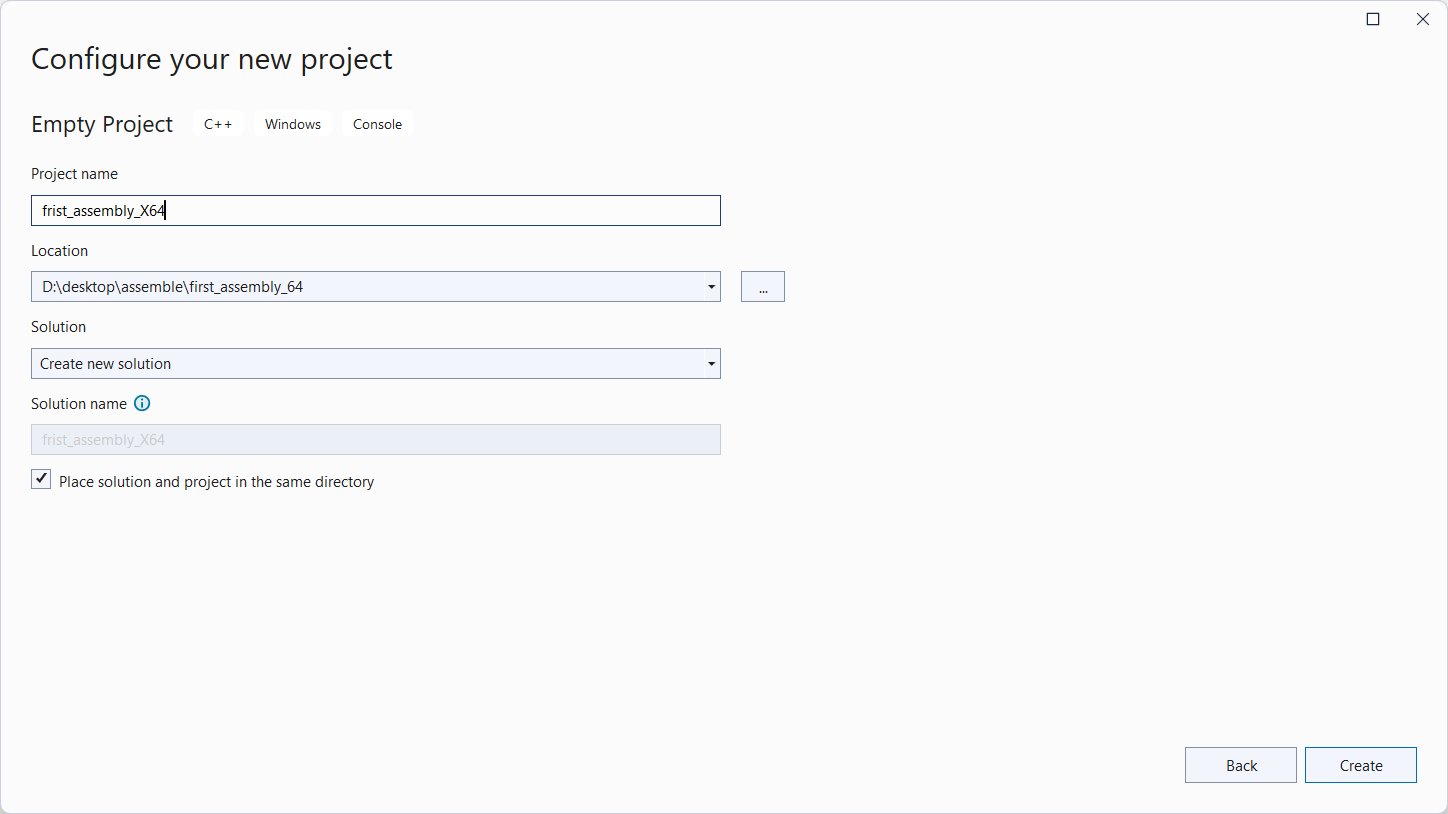 Configure your new project
Empty Project C++ Windows Console
Project name
frist_assembly_X64
Location
D:\desktop\assemble\first_assembly_64
...
Solution
Create new solution
Solution name
frist_assembly_X64
Place solution and project in the same directory
Back Create